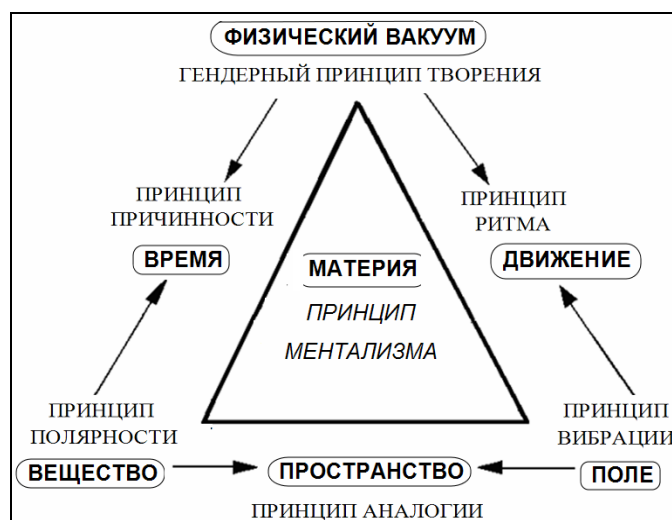 ФИЗИЧЕСКИЙ ВАКУУМ
ГЕНДЕРНЫЙ ПРИНЦИП ТВОРЕНИЯ
ПРИНЦИП
ПРИЧИННОСТИ
ВРЕМЯ
ПРИНЦИП
РИТМА
ДВИЖЕНИЕ
МАТЕРИЯ
ПРИНЦИП
МЕНТАЛИЗМА
ПРИНЦИП
ПОЛЯРНОСТИ
ВЕЩЕСТВО
ПРОСТРАНСТВО
ПРИНЦИП АНАЛОГИИ
ПРИНЦИП
ВИБРАЦИИ
ПОЛЕ